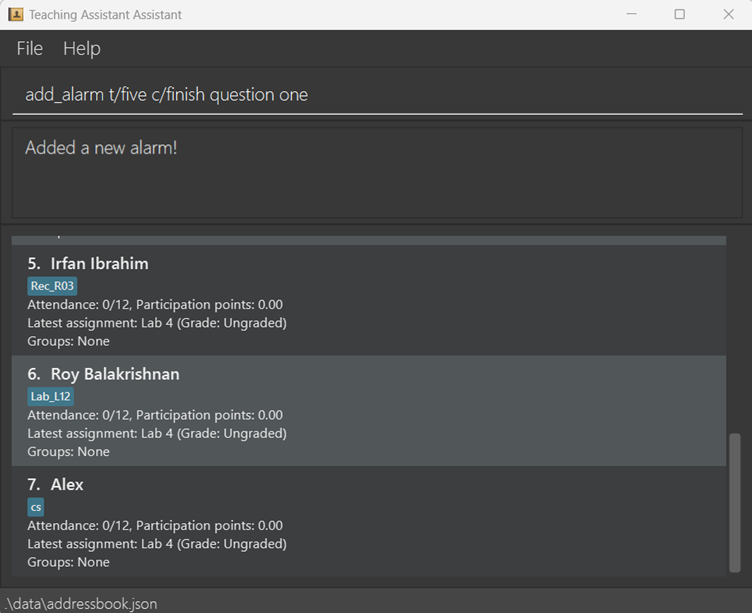 Teaching Assistant Assistant
File Help
add_alarm t/five c/finish question one
Added a new alarm!
5. Irfan Ibrahim
Rec_R03
Attendance: 0/12, Participation points: 0.00
Latest assignment: Lab 4 (Grade: Ungraded)
Groups: None
6. Roy Balakrishnan
Lab_L12
Attendance: 0/12, Participation points: 0.00
Latest assignment: Lab 4 (Grade: Ungraded)
Groups: None
7. Alex
cs
Attendance: 0/12, Participation points: 0.00
Latest assignment: Lab 4 (Grade: Ungraded)
Groups: None
.\data\addressbook.json